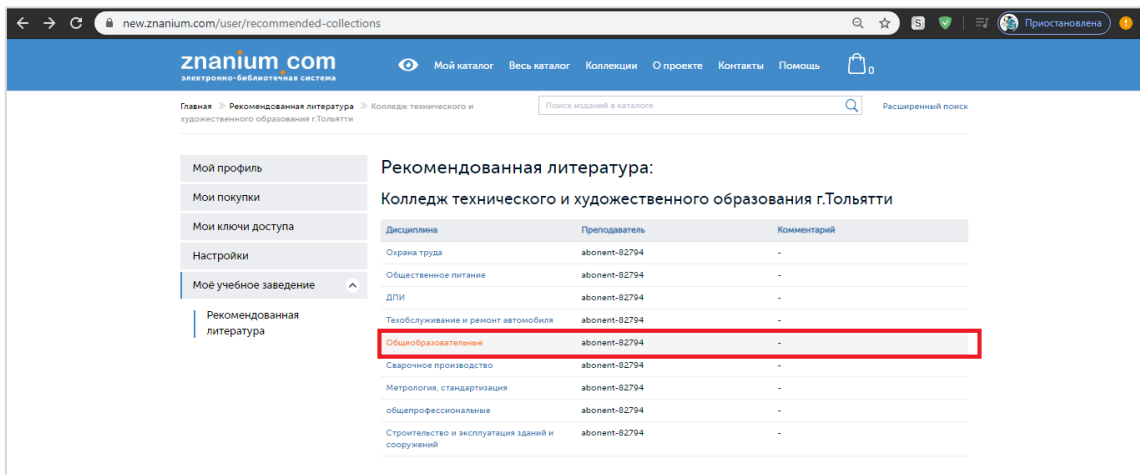 new.znanium.com/user/recommended-collections
S
Приостановлена
znanium.com
электронно-библиотечная система
Мой каталог Весь каталог Коллекции О проекте Контакты Помощь 0
Главная » Рекомендованная литература » Колледж технического и
художественного образования г.Тольятти
Поиск изданий в каталоге
Расширенный поиск
Мой профиль
Мои покупки
Мои ключи доступа
Настройки
Моё учебное заведение
Рекомендованная
литература
Рекомендованная литература:
Колледж технического и художественного образования г.Тольятти
Дисциплина Преподаватель Комментарий
Охрана труда abonent-82794 -
Общественное питание abonent-82794 -
ДПИ abonent-82794 -
Техобслуживание и ремонт автомобиля abonent-82794 -
Общеобразовательные abonent-82794 -
Сварочное производство abonent-82794 -
Метрология, стандартизация abonent-82794 -
общепрофессиональные abonent-82794 -
Строительство и эксплуатация зданий и abonent-82794 -
сооружений